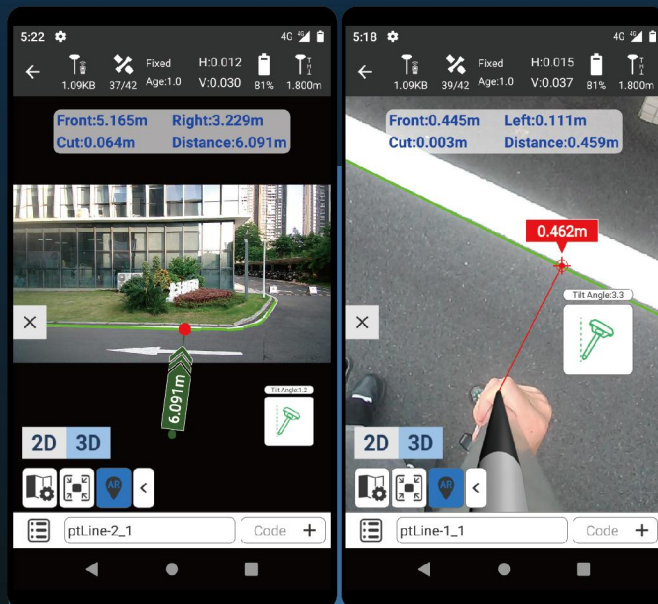 5:22 4G 4G
Fixed H:0.012
1.09KB 37/42 Age:1.0 V:0.030 81% 1.800m
Front:5.165m Right:3.229m
Cut:0.064m Distance:6.091m
6.091m
Tilt Angle:1.2
2D 3D
AR
ptLine-2_1 Code +
5:18 4G 4G
Fixed H:0.015
1.09KB 39/42 Age:1.0 V:0.037 81% 1.800m
Front:0.445m Left:0.111m
Cut:0.003m Distance:0.459m
0.462m
Tilt Angle:3.3
2D 3D
AR
ptLine-1_1 Code +